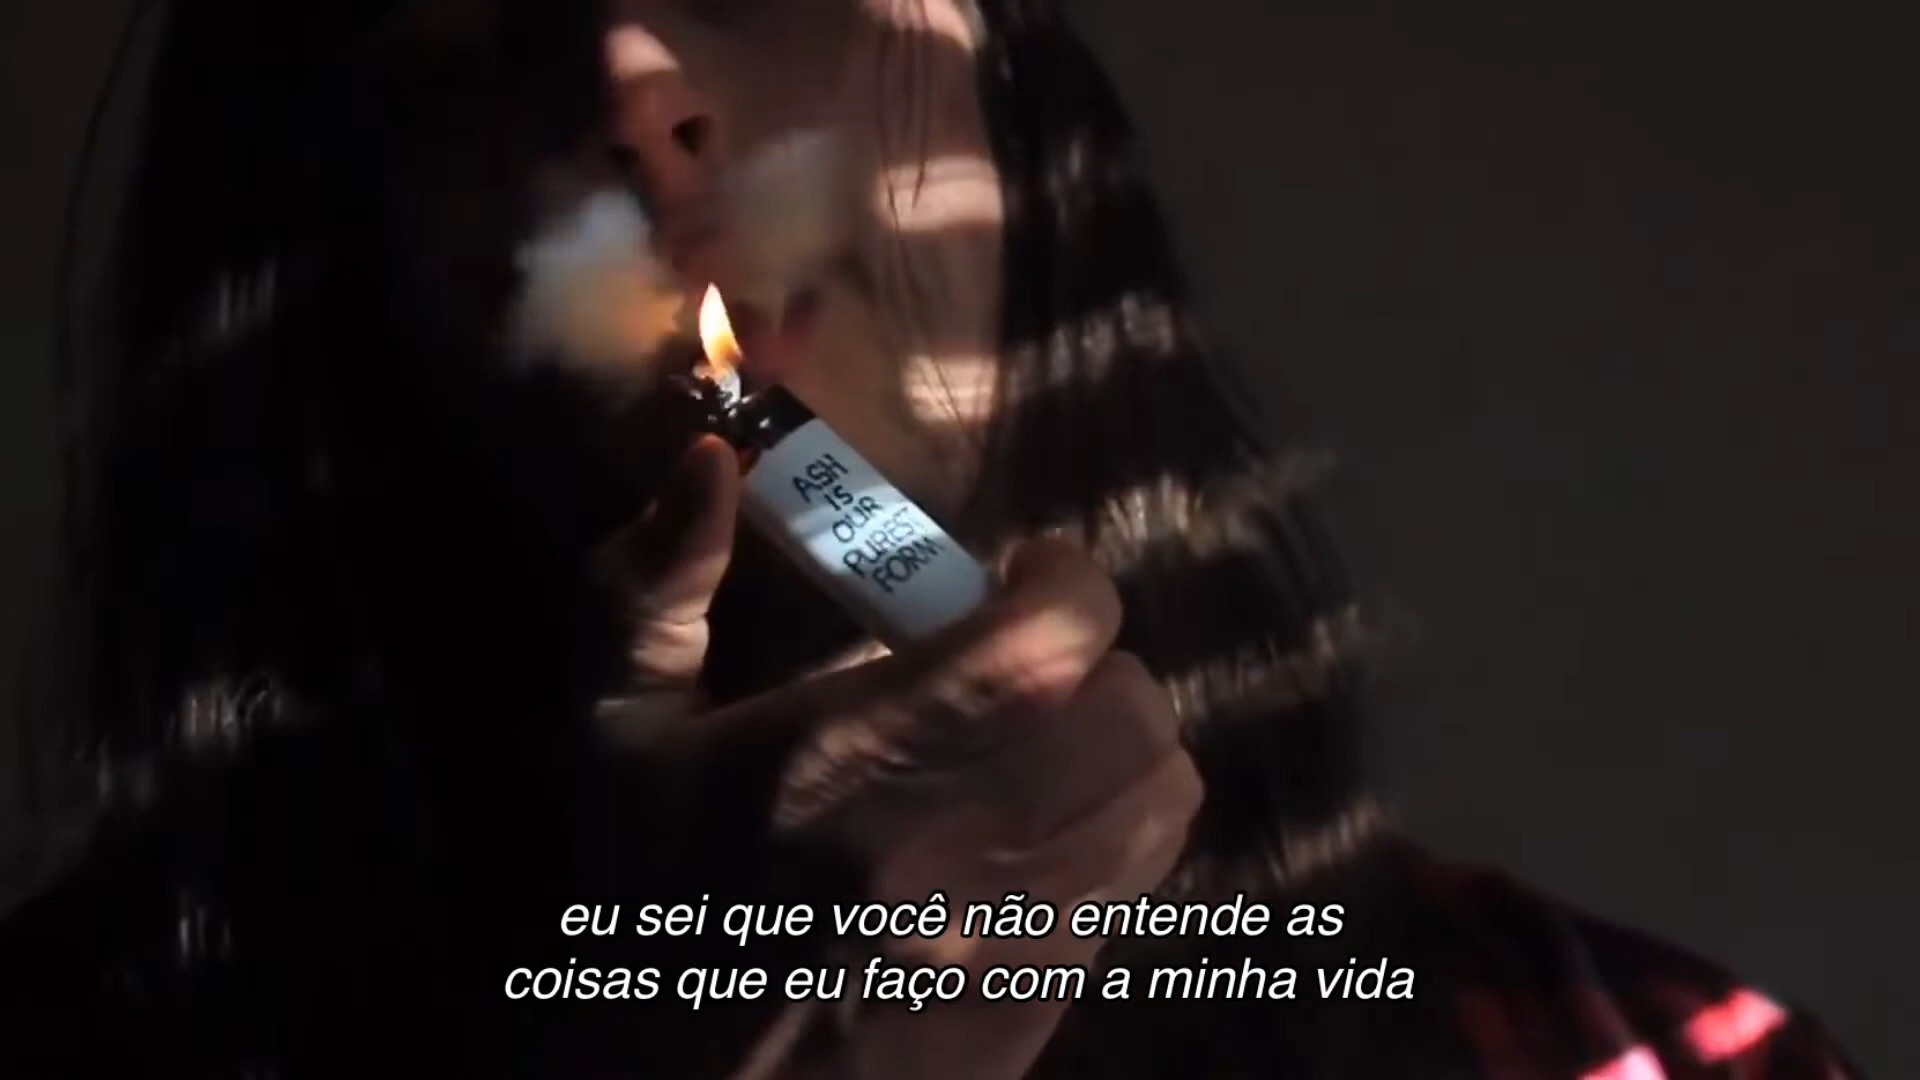 ASH
IS
OUR
PUREST
FORM
eu sei que você não entende as
coisas que eu faço com a minha vida